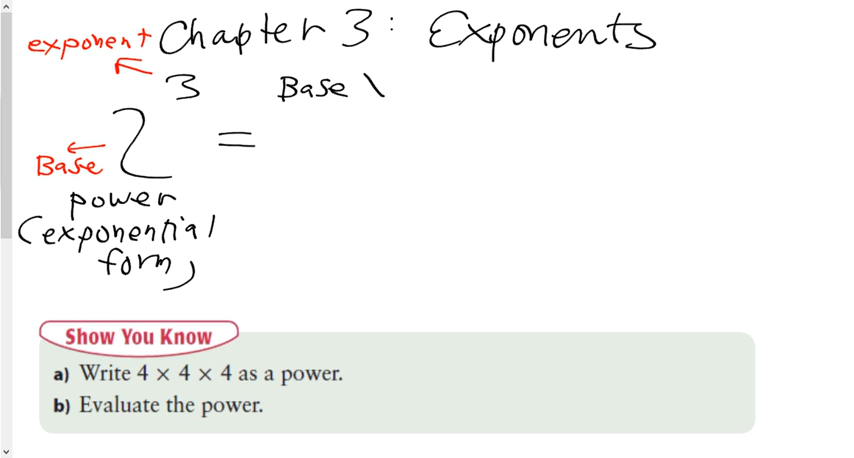 exponent Chapter 3: Exponents
3 Base \
2 =
Base
power
(exponential
form)
Show You Know
a) Write 4 × 4 × 4 as a power.
b) Evaluate the power.